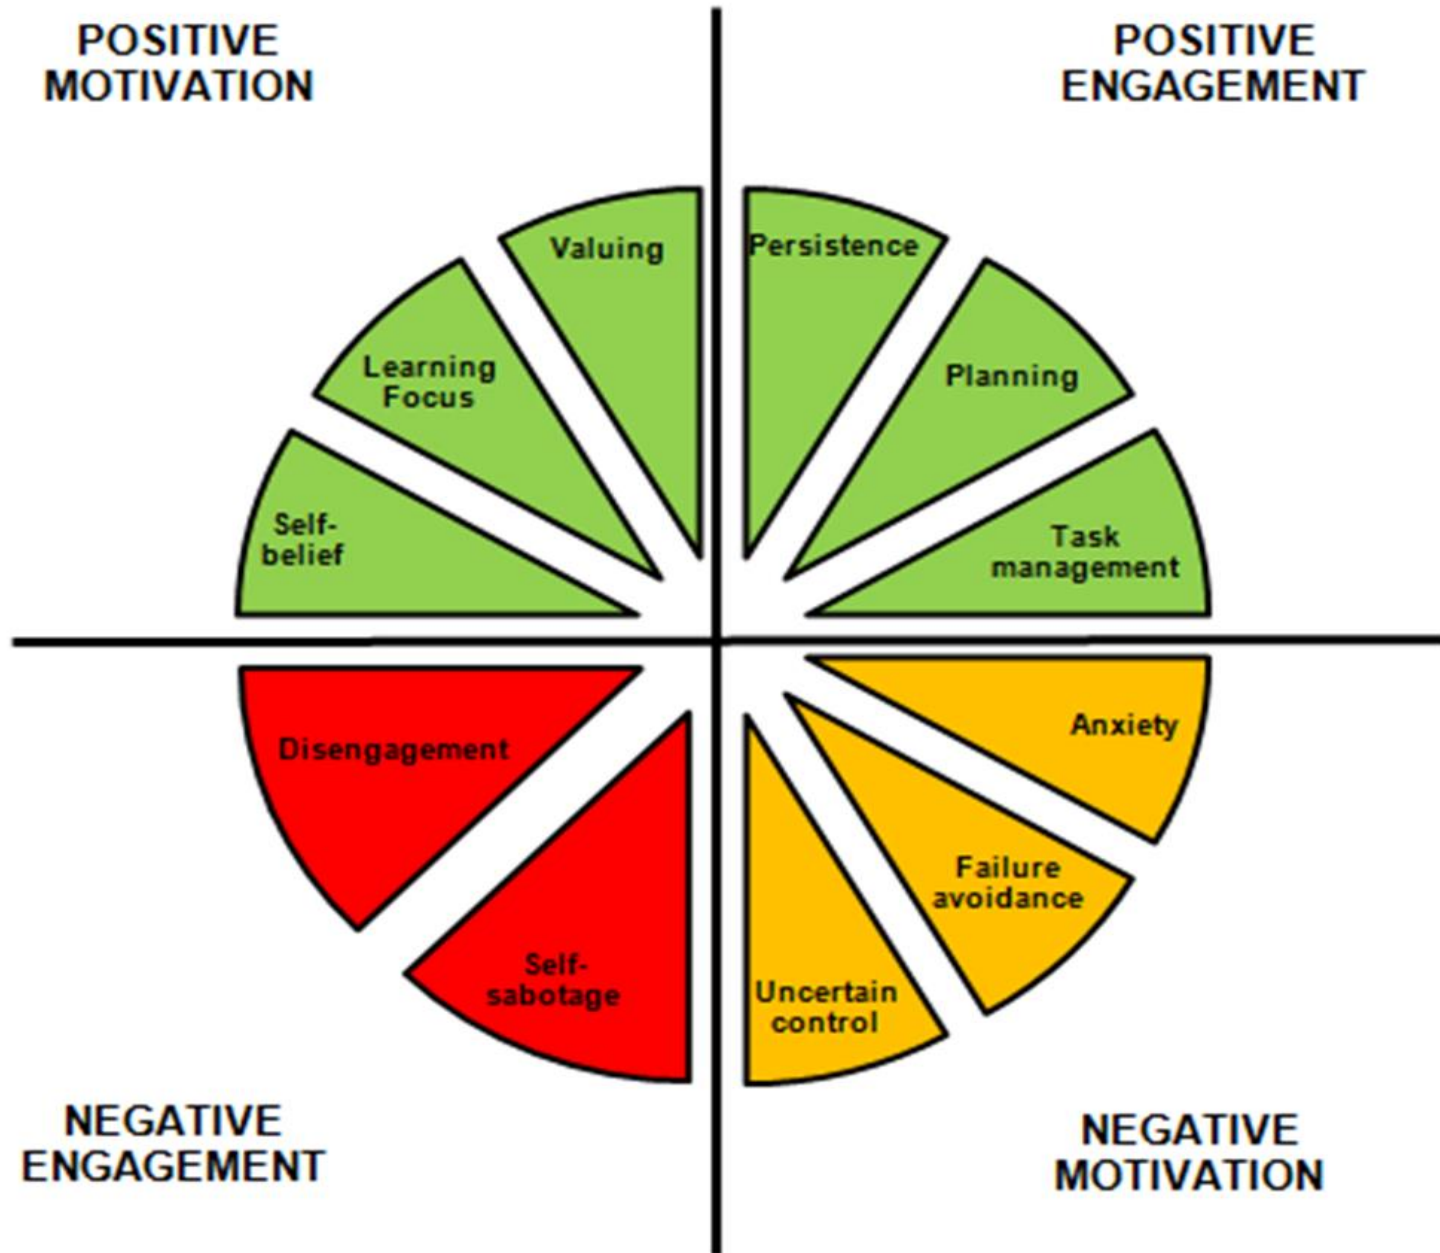 POSITIVE
MOTIVATION
POSITIVE
ENGAGEMENT
Valuing
Persistence
Learning
Focus
Planning
Self-
belief
Task
management
Disengagement
Anxiety
Self-
sabotage
Failure
avoidance
Uncertain
control
NEGATIVE
ENGAGEMENT
NEGATIVE
MOTIVATION